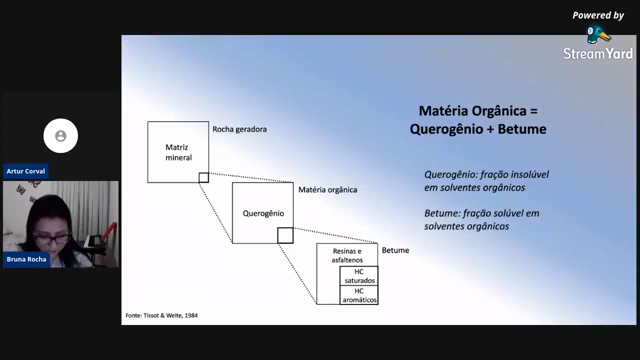 Powered by
StreamYard
Matéria Orgânica =
Querogênio + Betume
Rocha geradora
Matriz
mineral
Matéria orgânica
Querogênio
Betume
Resinas e
asfaltenos
HC
saturados
HC
aromáticos
Querogênio: fração insolúvel
em solventes orgânicos
Betume: fração solúvel em
solventes orgânicos
Artur Corval
Bruna Rocha
Fonte: Tissot & Welte, 1984